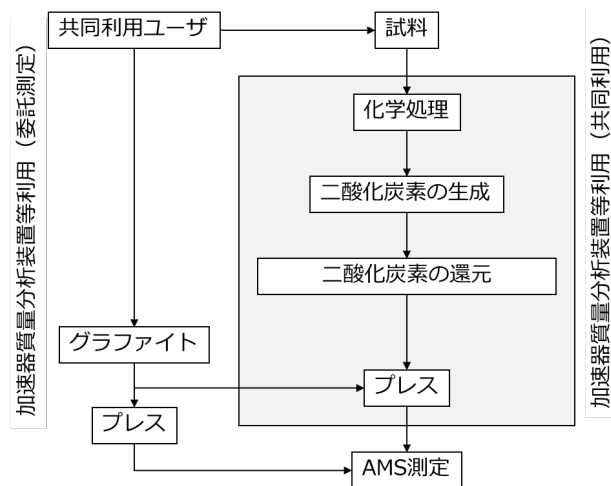 共同利用ユーザ
試料
加速器質量分析装置等利用（委託測定）
加速器質量分析装置等利用（共同利用）
化学処理
二酸化炭素の生成
二酸化炭素の還元
グラファイト
プレス
プレス
AMS測定